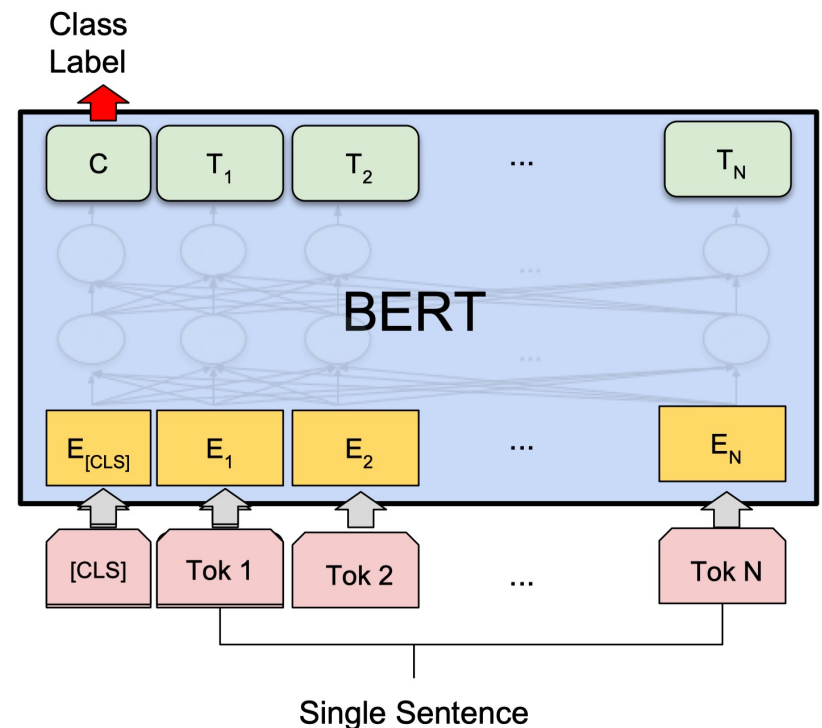 Class
Label
C T1 T2 ... TN
...
BERT
...
E[CLS] E1 E2 ... EN
[CLS] Tok 1 Tok 2 ... Tok N
Single Sentence